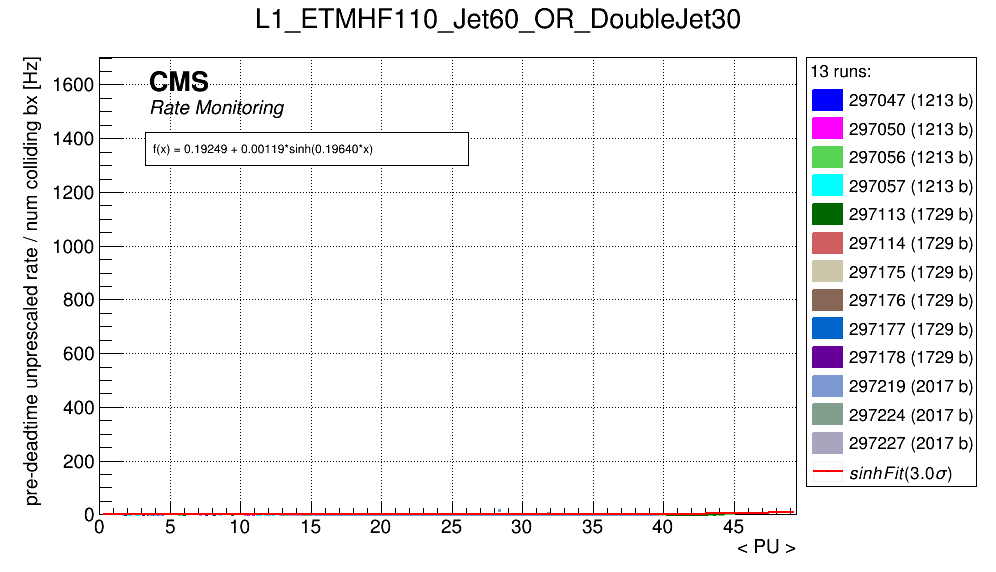 L1_ETMHF110_Jet60_OR_DoubleJet30
pre-deadtime unprescaled rate / num colliding bx [Hz]
CMS
Rate Monitoring
f(x) = 0.19249 + 0.00119*sinh(0.19640*x)
1600
1400
1200
1000
800
600
400
200
0
0 5 10 15 20 25 30 35 40 45
< PU >
13 runs:
297047 (1213 b)
297050 (1213 b)
297056 (1213 b)
297057 (1213 b)
297113 (1729 b)
297114 (1729 b)
297175 (1729 b)
297176 (1729 b)
297177 (1729 b)
297178 (1729 b)
297219 (2017 b)
297224 (2017 b)
297227 (2017 b)
sinhFit(3.0σ)